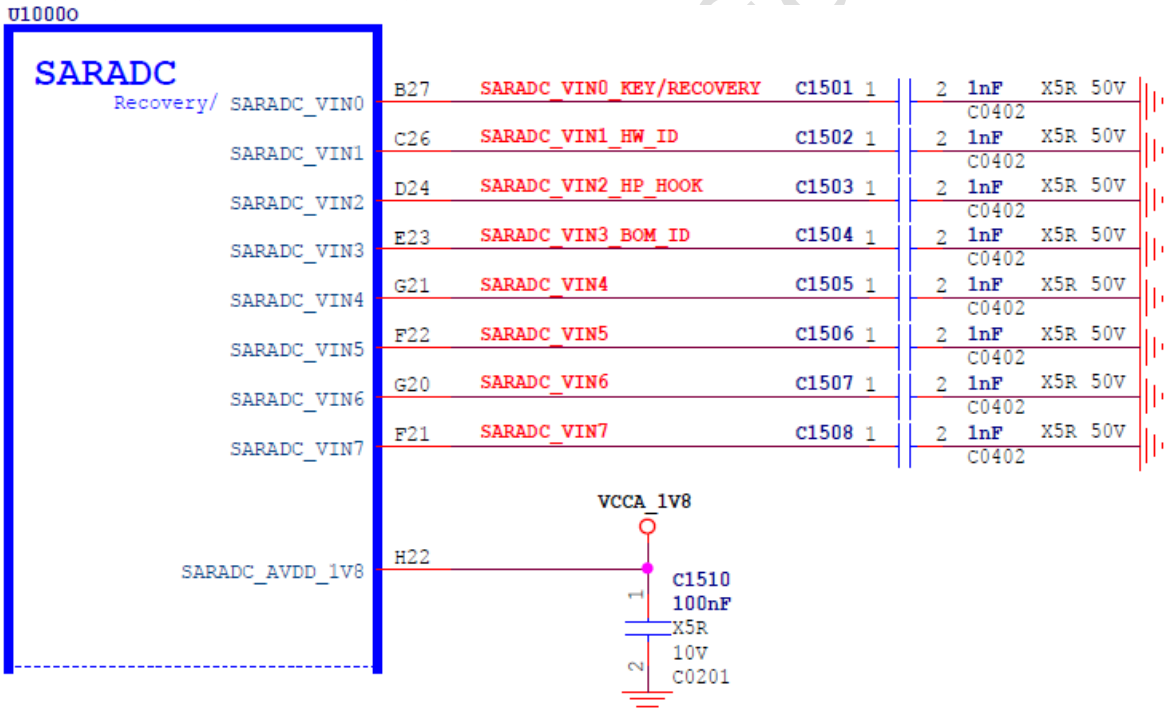 U1000O
SARADC
Recovery/ SARADC_VIN0 B27 SARADC_VIN0_KEY/RECOVERY C1501 1 2 1nF X5R 50V
C0402
SARADC_VIN1 C26 SARADC_VIN1_HW_ID C1502 1 2 1nF X5R 50V
C0402
SARADC_VIN2 D24 SARADC_VIN2_HP_HOOK C1503 1 2 1nF X5R 50V
C0402
SARADC_VIN3 E23 SARADC_VIN3_BOM_ID C1504 1 2 1nF X5R 50V
C0402
SARADC_VIN4 G21 SARADC_VIN4 C1505 1 2 1nF X5R 50V
C0402
SARADC_VIN5 F22 SARADC_VIN5 C1506 1 2 1nF X5R 50V
C0402
SARADC_VIN6 G20 SARADC_VIN6 C1507 1 2 1nF X5R 50V
C0402
SARADC_VIN7 F21 SARADC_VIN7 C1508 1 2 1nF X5R 50V
C0402
VCCA_1V8
SARADC_AVDD_1V8 H22
C1510
1
100nF
X5R
10V
2
C0201